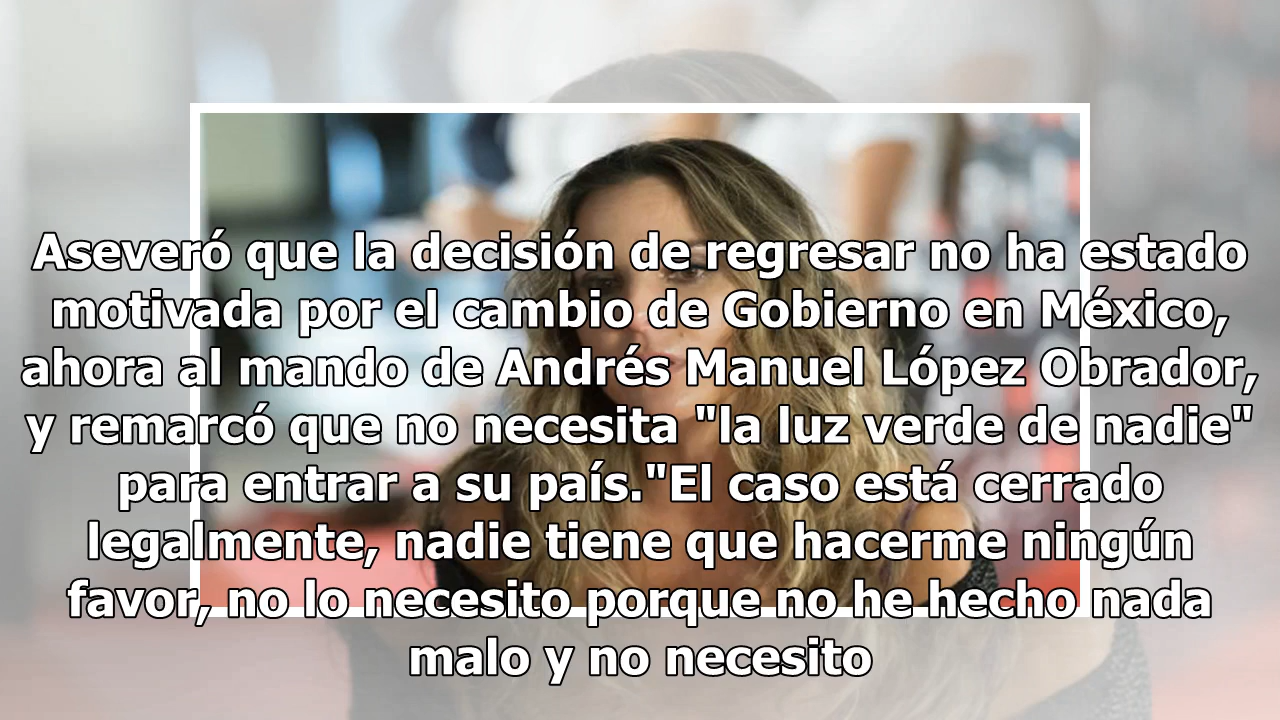 Aseveró que la decisión de regresar no ha estado
motivada por el cambio de Gobierno en México,
ahora al mando de Andrés Manuel López Obrador,
y remarcó que no necesita "la luz verde de nadie"
para entrar a su país."El caso está cerrado
legalmente, nadie tiene que hacerme ningún
favor, no lo necesito porque no he hecho nada
malo y no necesito